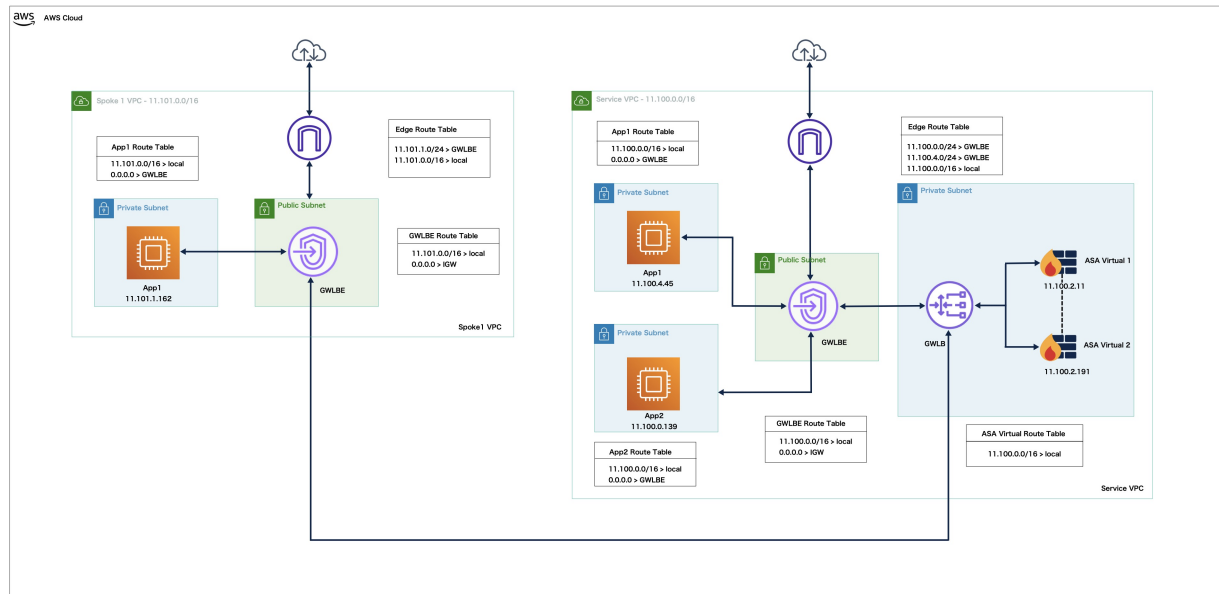 aws
AWS Cloud
Spoke 1 VPC - 11.101.0.0/16
App1 Route Table
11.101.0.0/16 > local
0.0.0.0 > GWLBE
Edge Route Table
11.101.1.0/24 > GWLBE
11.101.0.0/16 > local
Private Subnet
App1
11.101.1.162
Public Subnet
GWLBE
GWLBE Route Table
11.101.0.0/16 > local
0.0.0.0 > IGW
Spoke1 VPC
Service VPC - 11.100.0.0/16
App1 Route Table
11.100.0.0/16 > local
0.0.0.0 > GWLBE
Edge Route Table
11.100.0.0/24 > GWLBE
11.100.4.0/24 > GWLBE
11.100.0.0/16 > local
Private Subnet
App1
11.100.4.45
Public Subnet
GWLBE
Private Subnet
GWLB
ASA Virtual 1
11.100.2.11
ASA Virtual 2
11.100.2.191
Private Subnet
App2
11.100.0.139
App2 Route Table
11.100.0.0/16 > local
0.0.0.0 > GWLBE
GWLBE Route Table
11.100.0.0/16 > local
0.0.0.0 > IGW
ASA Virtual Route Table
11.100.0.0/16 > local
Service VPC